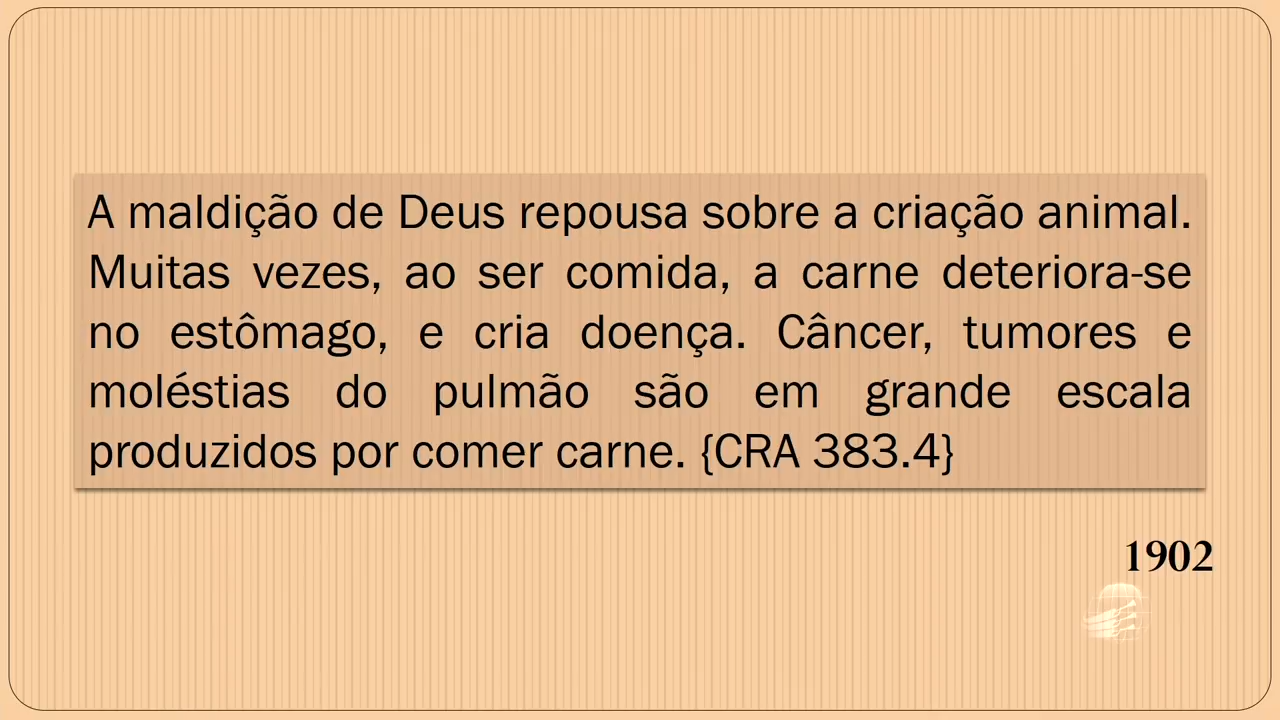 A maldição de Deus repousa sobre a criação animal.
Muitas vezes, ao ser comida, a carne deteriora-se
no estômago, e cria doença. Câncer, tumores e
moléstias do pulmão são em grande escala
produzidos por comer carne. {CRA 383.4}
1902